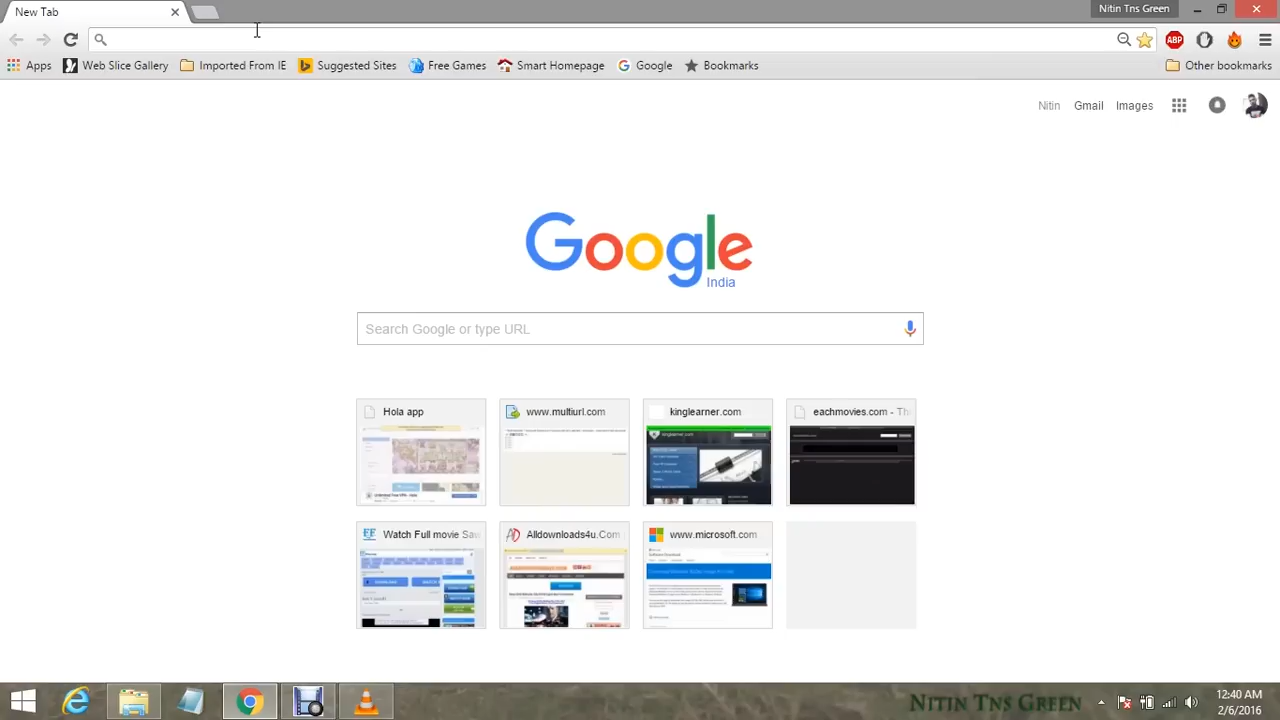 New Tab
Nitin Tns Green
ABP
Apps
Web Slice Gallery
Imported From IE
Suggested Sites
Free Games
Smart Homepage
Google
Bookmarks
Other bookmarks
Nitin
Gmail
Images
Google
India
Search Google or type URL
Hola app
www.multiurl.com
kinglearner.com
eachmovies.com - Th
Watch Full movie Sav
Alldownloads4u.Com
www.microsoft.com
NITIN TNS GREEN
12:40 AM
2/6/2016